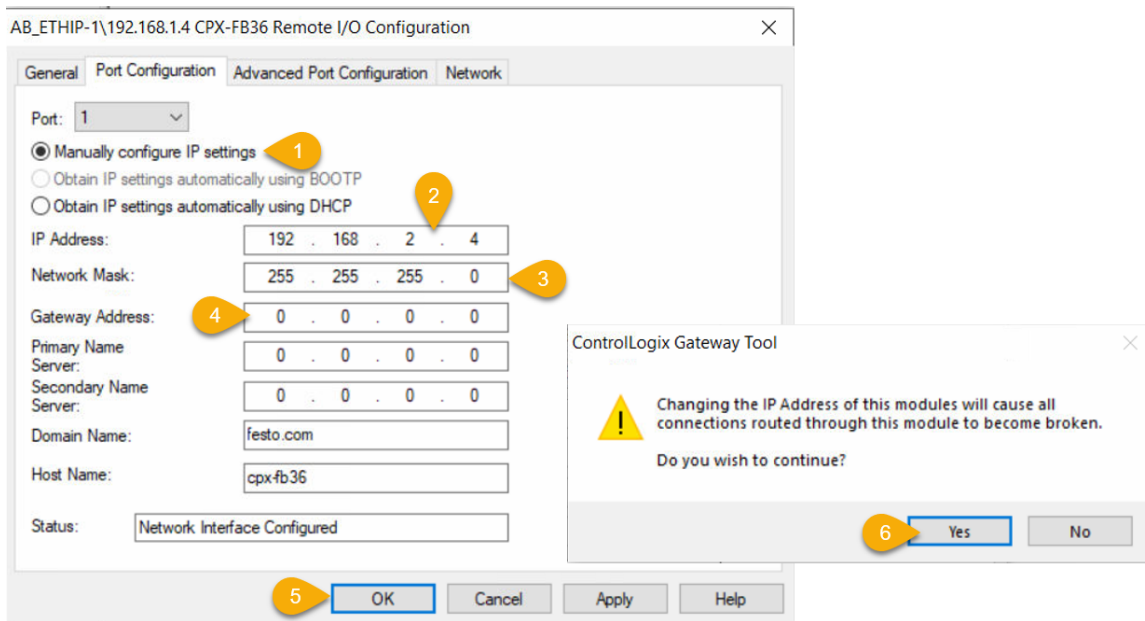 AB_ETHIP-1\192.168.1.4 CPX-FB36 Remote I/O Configuration
General Port Configuration Advanced Port Configuration Network
Port: 1
Manually configure IP settings 1
Obtain IP settings automatically using BOOTP
2
Obtain IP settings automatically using DHCP
IP Address: 192 . 168 . 2 . 4
Network Mask: 255 . 255 . 255 . 0 3
Gateway Address: 4 0 . 0 . 0 . 0
Primary Name
Server: 0 . 0 . 0 . 0
Secondary Name
Server: 0 . 0 . 0 . 0
Domain Name: festo.com
Host Name: cpx-fb36
Status: Network Interface Configured
5 OK Cancel Apply Help
ControlLogix Gateway Tool
Changing the IP Address of this modules will cause all
connections routed through this module to become broken.
Do you wish to continue?
6 Yes No